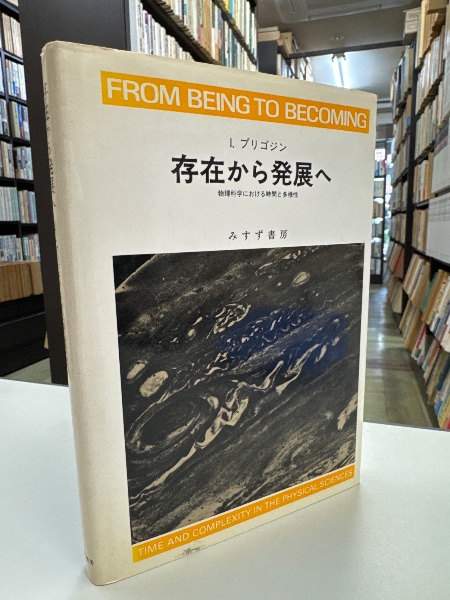 FROM BEING TO BECOMING
I. プリゴジン
存在から発展へ
物理科学における時間と多様性
みすず書房
TIME AND COMPLEXITY IN THE PHYSICAL SCIENCES